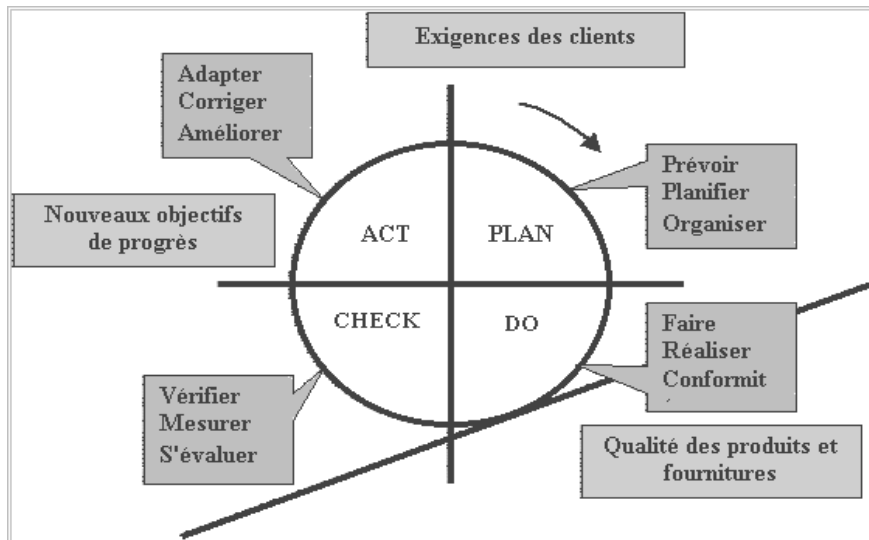 Exigences des clients
Adapter
Corriger
Améliorer
Prévoir
Planifier
Organiser
Nouveaux objectifs
de progrès
ACT
PLAN
CHECK
DO
Faire
Réaliser
Conformit
Vérifier
Mesurer
S'évaluer
Qualité des produits et
fournitures